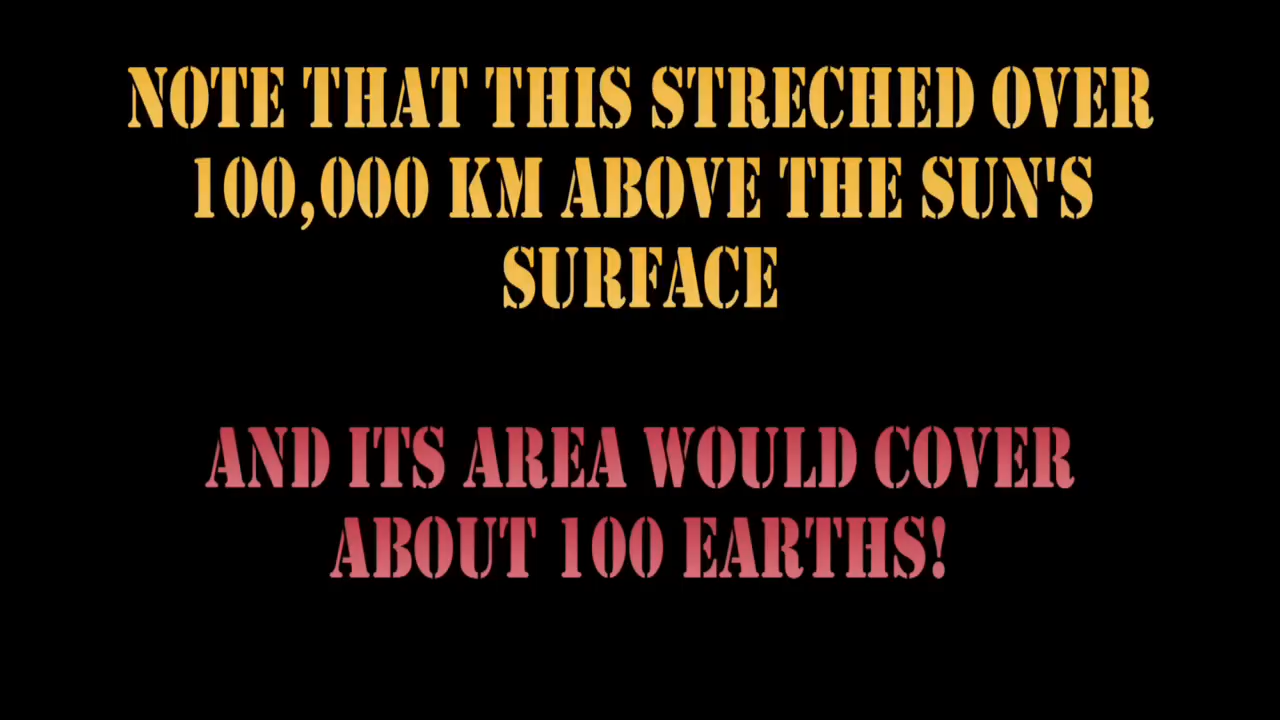 NOTE THAT THIS STRECHED OVER
100,000 KM ABOVE THE SUN'S
SURFACE
AND ITS AREA WOULD COVER
ABOUT 100 EARTHS!